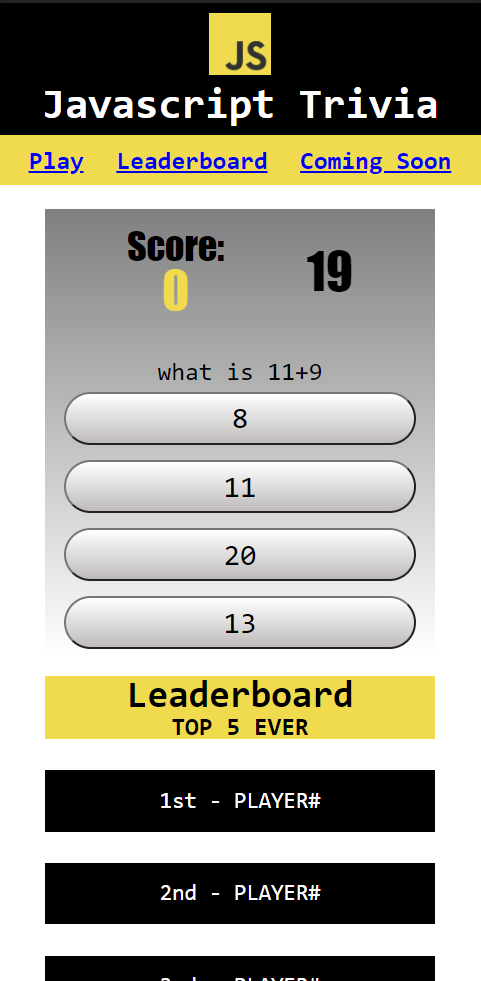 JS
Javascript Trivia
Play Leaderboard Coming Soon
Score:
0
19
what is 11+9
8
11
20
13
Leaderboard
TOP 5 EVER
1st - PLAYER#
2nd - PLAYER#